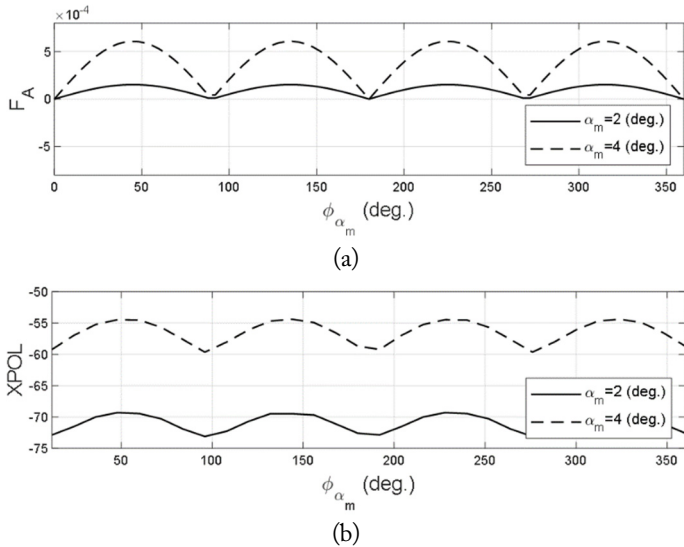 ×10⁻⁴
5
0
-5
F_A
α_m=2 (deg.)
α_m=4 (deg.)
0 50 100 150 200 250 300 350
ϕ_α_m (deg.)
(a)
-50
-55
-60
-65
-70
-75
XPOL
α_m=2 (deg.)
α_m=4 (deg.)
50 100 150 200 250 300 350
ϕ_α_m (deg.)
(b)